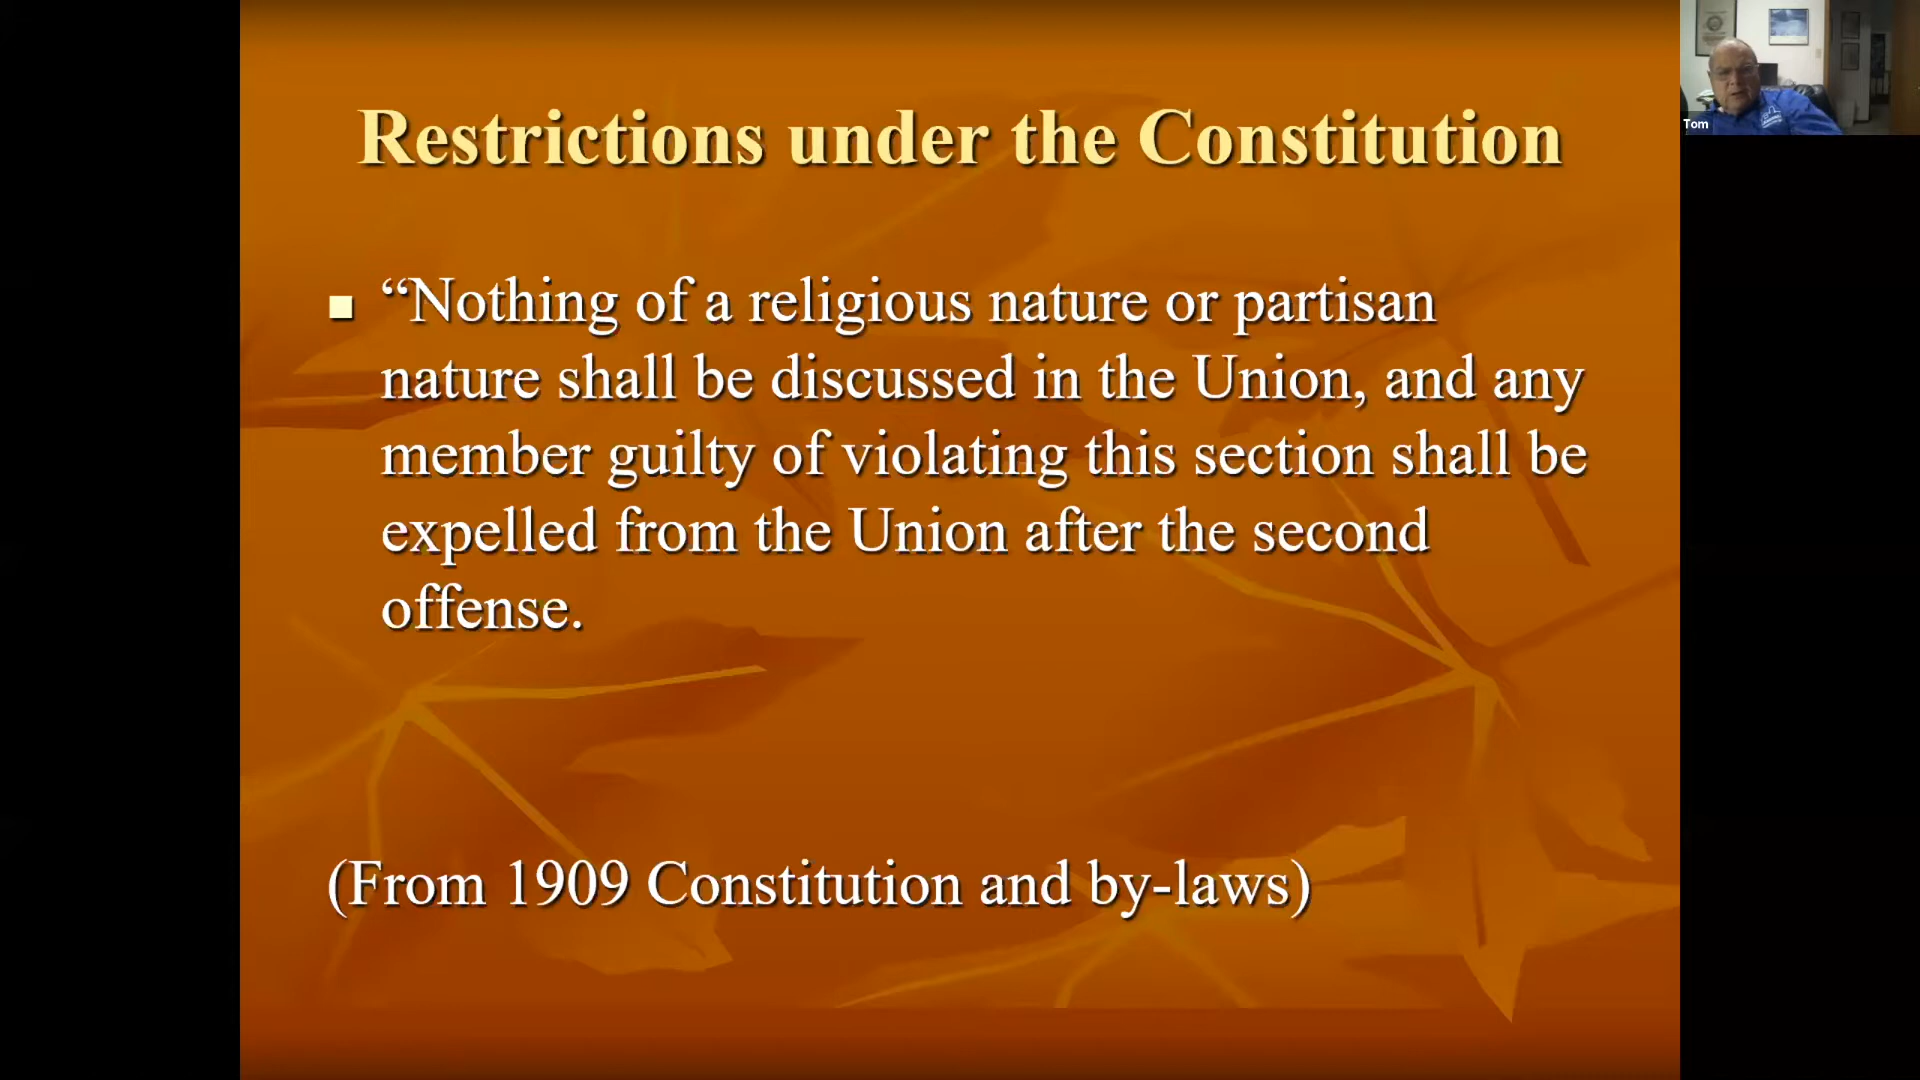 Restrictions under the Constitution
“Nothing of a religious nature or partisan
nature shall be discussed in the Union, and any
member guilty of violating this section shall be
expelled from the Union after the second
offense.
(From 1909 Constitution and by-laws)
Tom